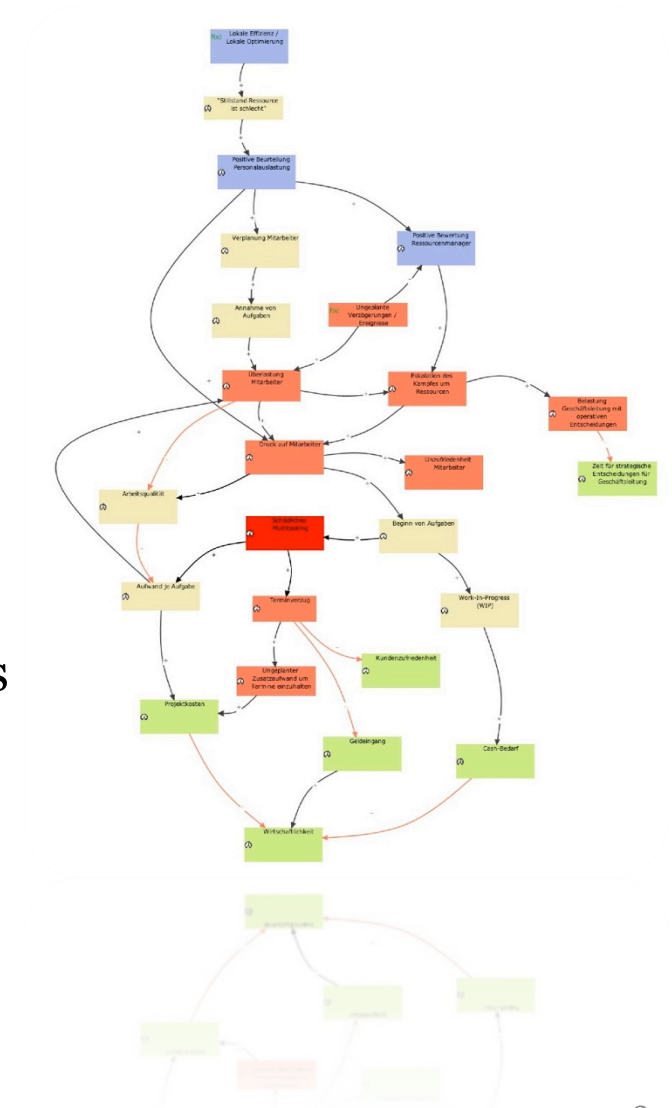 f(x) Lokale Effizienz /
Lokale Optimierung
"Stillstand Ressource
ist schlecht"
Positive Beurteilung
Personalauslastung
Positive Bewertung
Ressourcenmanager
Verplanung Mitarbeiter
Annahme von
Aufgaben
f(x) Ungeplante
Verzögerungen /
Ereignisse
Überlastung
Mitarbeiter
Eskalation des
Kampfes um
Ressourcen
Belastung
Geschäftsleitung mit
operativen
Entscheidungen
Druck auf Mitarbeiter
Unzufriedenheit
Mitarbeiter
Zeit für strategische
Entscheidungen für
Geschäftsleitung
Arbeitsqualität
Schädliches
Multitasking
Beginn von Aufgaben
Aufwand je Aufgabe
Terminverzug
Work-In-Progress
(WIP)
Kundenzufriedenheit
Ungeplanter
Zusatzaufwand um
Termine einzuhalten
s
Projektkosten
Geldeingang
Cash-Bedarf
Wirtschaftlichkeit